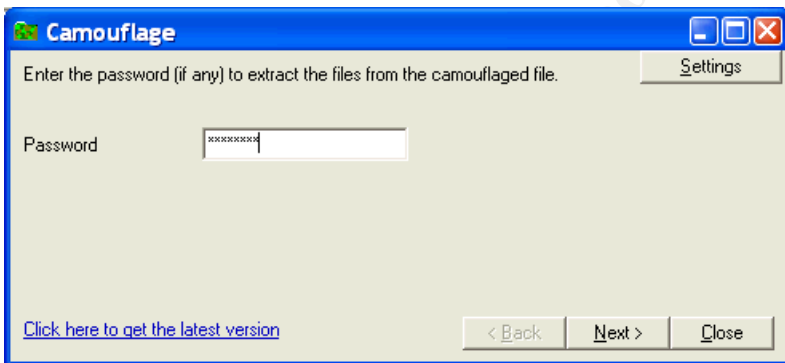 Camouflage
Enter the password (if any) to extract the files from the camouflaged file.
Settings
Password
********
Click here to get the latest version
< Back
Next >
Close